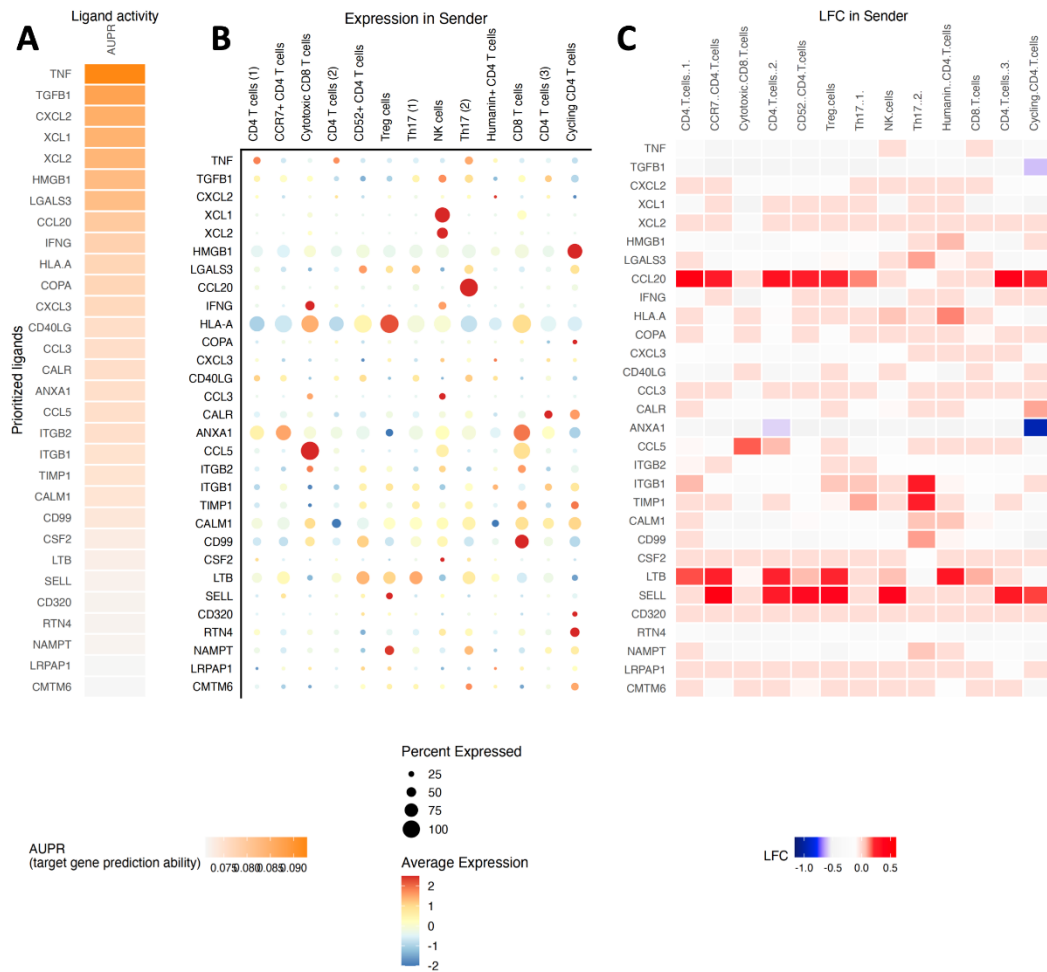 A
Ligand activity
AUPR
Prioritized ligands
TNF
TGFB1
CXCL2
XCL1
XCL2
HMGB1
LGALS3
CCL20
IFNG
HLA.A
COPA
CXCL3
CD40LG
CCL3
CALR
ANXA1
CCL5
ITGB2
ITGB1
TIMP1
CALM1
CD99
CSF2
LTB
SELL
CD320
RTN4
NAMPT
LRPAP1
CMTM6
AUPR
(target gene prediction ability)
0.075 0.080 0.085 0.090
B
Expression in Sender
CD4 T cells (1)
CCR7+ CD4 T cells
Cytotoxic CD8 T cells
CD4 T cells (2)
CD52+ CD4 T cells
Treg cells
Th17 (1)
NK cells
Th17 (2)
Humanin+ CD4 T cells
CD8 T cells
CD4 T cells (3)
Cycling CD4 T cells
TNF
TGFB1
CXCL2
XCL1
XCL2
HMGB1
LGALS3
CCL20
IFNG
HLA-A
COPA
CXCL3
CD40LG
CCL3
CALR
ANXA1
CCL5
ITGB2
ITGB1
TIMP1
CALM1
CD99
CSF2
LTB
SELL
CD320
RTN4
NAMPT
LRPAP1
CMTM6
Percent Expressed
25
50
75
100
Average Expression
2
1
0
-1
-2
C
LFC in Sender
CD4.T.cells..1.
CCR7..CD4.T.cells
Cytotoxic.CD8.T.cells
CD4.T.cells..2.
CD52..CD4.T.cells
Treg.cells
Th17..1.
NK.cells
Th17..2.
Humanin..CD4.T.cells
CD8.T.cells
CD4.T.cells..3.
Cycling.CD4.T.cells
TNF
TGFB1
CXCL2
XCL1
XCL2
HMGB1
LGALS3
CCL20
IFNG
HLA.A
COPA
CXCL3
CD40LG
CCL3
CALR
ANXA1
CCL5
ITGB2
ITGB1
TIMP1
CALM1
CD99
CSF2
LTB
SELL
CD320
RTN4
NAMPT
LRPAP1
CMTM6
LFC
-1.0 -0.5 0.0 0.5